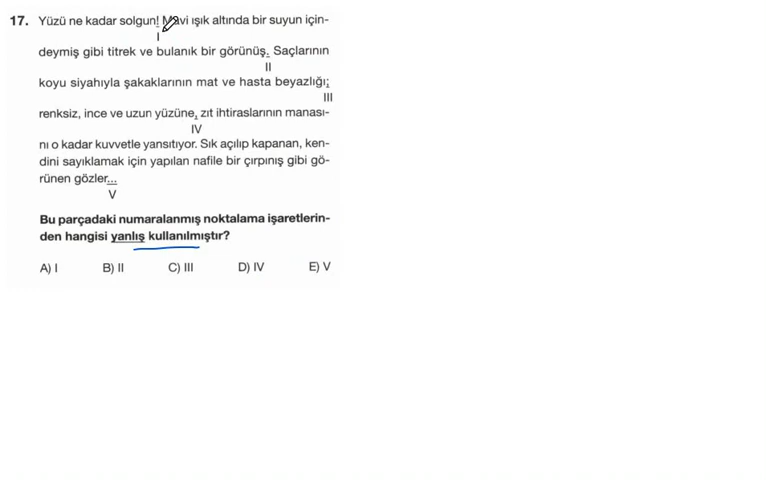 17. Yüzü ne kadar solgun! Mavi ışık altında bir suyun için-
I
deymiş gibi titrek ve bulanık bir görünüş. Saçlarının
II
koyu siyahıyla şakaklarının mat ve hasta beyazlığı;
III
renksiz, ince ve uzun yüzüne, zıt ihtiraslarının manası-
IV
nı o kadar kuvvetle yansıtıyor. Sık açılıp kapanan, ken-
dini sayıklamak için yapılan nafile bir çırpınış gibi gö-
rünen gözler...
V
Bu parçadaki numaralanmış noktalama işaretlerin-
den hangisi yanlış kullanılmıştır?
A) I B) II C) III D) IV E) V